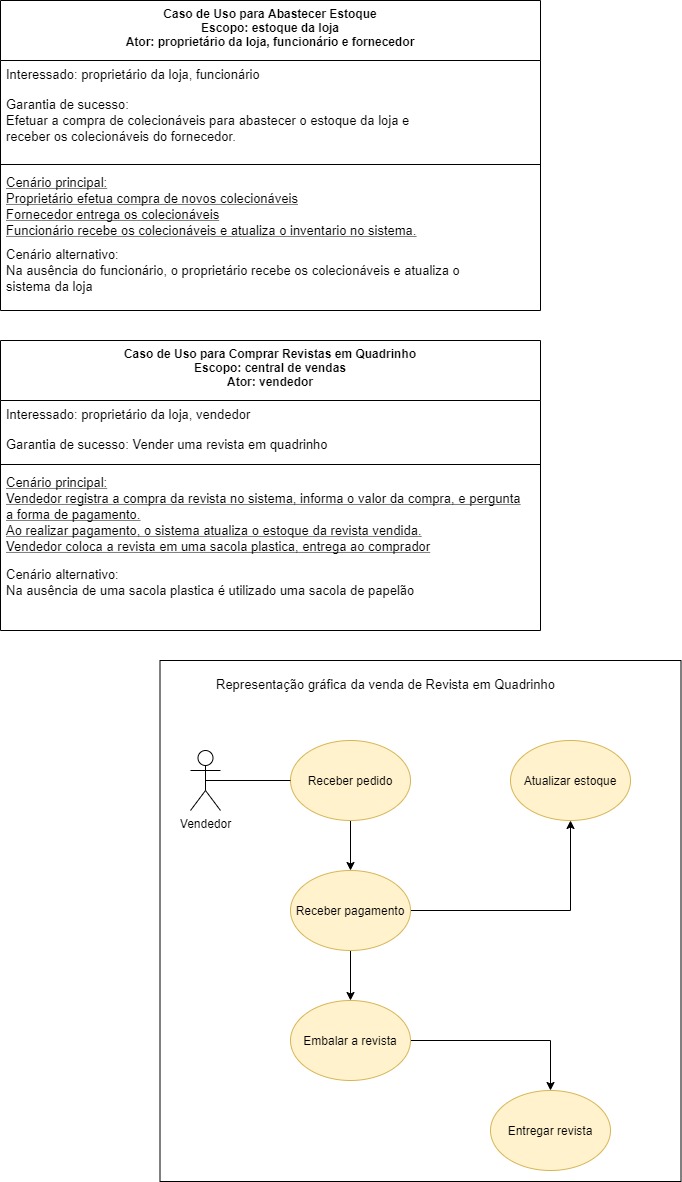 Caso de Uso para Abastecer Estoque
Escopo: estoque da loja
Ator: proprietário da loja, funcionário e fornecedor
Interessado: proprietário da loja, funcionário
Garantia de sucesso:
Efetuar a compra de colecionáveis para abastecer o estoque da loja e
receber os colecionáveis do fornecedor.
Cenário principal:
Proprietário efetua compra de novos colecionáveis
Fornecedor entrega os colecionáveis
Funcionário recebe os colecionáveis e atualiza o inventario no sistema.
Cenário alternativo:
Na ausência do funcionário, o proprietário recebe os colecionáveis e atualiza o
sistema da loja
Caso de Uso para Comprar Revistas em Quadrinho
Escopo: central de vendas
Ator: vendedor
Interessado: proprietário da loja, vendedor
Garantia de sucesso: Vender uma revista em quadrinho
Cenário principal:
Vendedor registra a compra da revista no sistema, informa o valor da compra, e pergunta
a forma de pagamento.
Ao realizar pagamento, o sistema atualiza o estoque da revista vendida.
Vendedor coloca a revista em uma sacola plastica, entrega ao comprador
Cenário alternativo:
Na ausência de uma sacola plastica é utilizado uma sacola de papelão
Representação gráfica da venda de Revista em Quadrinho
Receber pedido
Atualizar estoque
Vendedor
Receber pagamento
Embalar a revista
Entregar revista